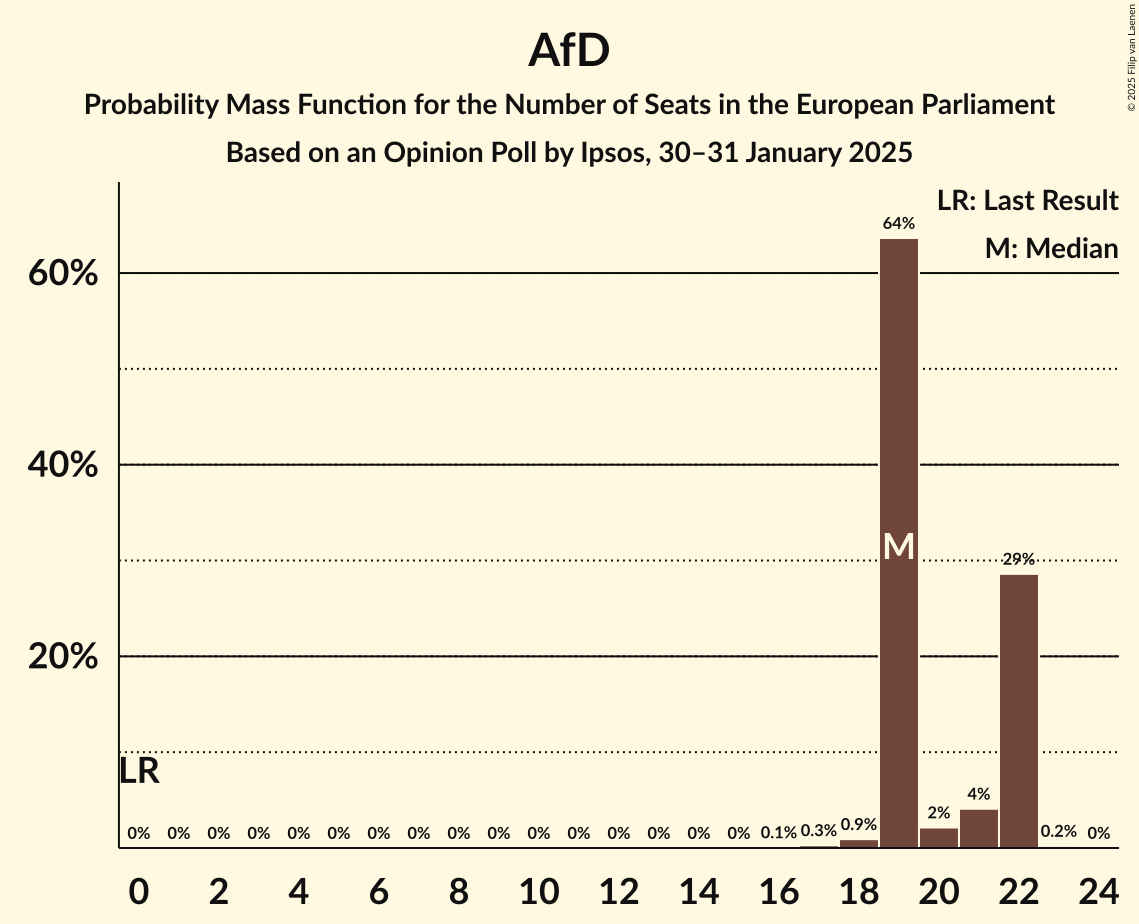 AfD
Probability Mass Function for the Number of Seats in the European Parliament
Based on an Opinion Poll by Ipsos, 30–31 January 2025
© 2025 Filip van Laenen
LR: Last Result
M: Median
60%
40%
20%
64%
M
29%
LR
0% 0% 0% 0% 0% 0% 0% 0% 0% 0% 0% 0% 0% 0% 0% 0% 0.1% 0.3% 0.9% 2% 4% 0.2% 0%
0 2 4 6 8 10 12 14 16 18 20 22 24